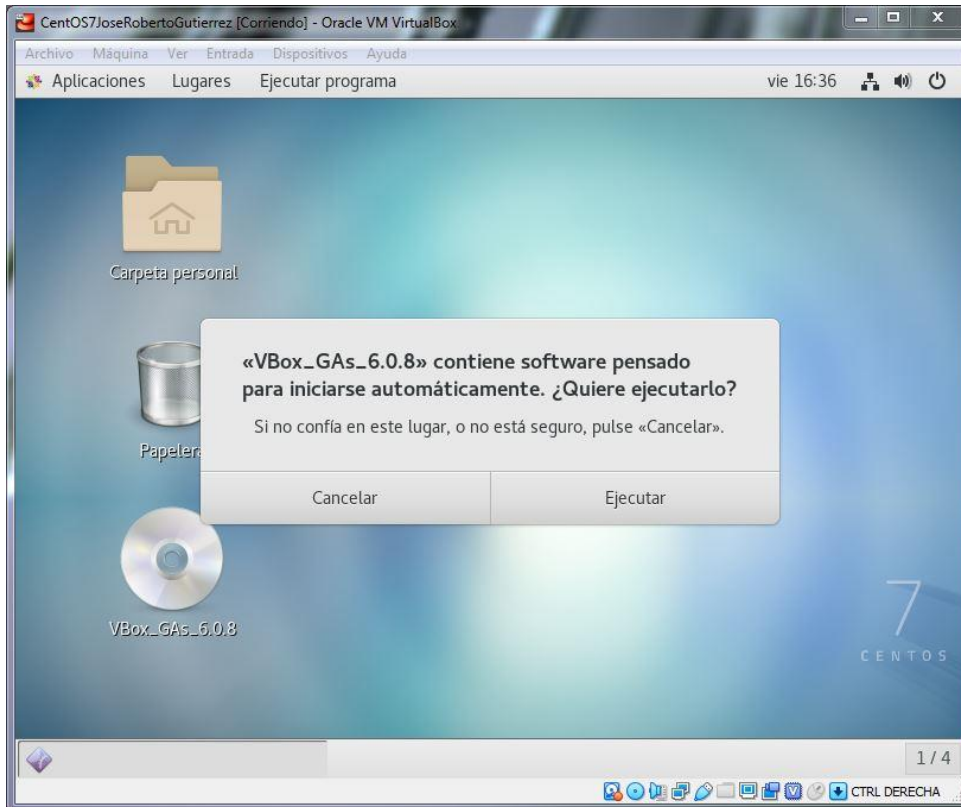 CentOS7JoseRobertoGutierrez [Corriendo] - Oracle VM VirtualBox
Archivo Máquina Ver Entrada Dispositivos Ayuda
Aplicaciones Lugares Ejecutar programa vie 16:36
Carpeta personal
«VBox_GAs_6.0.8» contiene software pensado
para iniciarse automáticamente. ¿Quiere ejecutarlo?
Si no confía en este lugar, o no está seguro, pulse «Cancelar».
Papelera
Cancelar Ejecutar
VBox_GAs_6.0.8
7
CENTOS
1 / 4
CTRL DERECHA